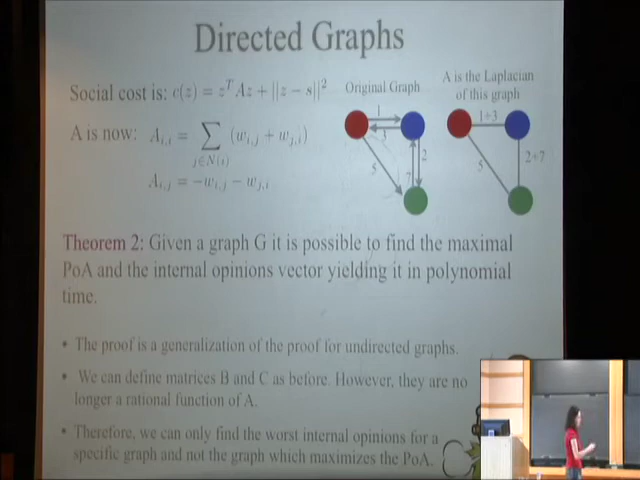 Directed Graphs
Social cost is: c(z) = z^T Az + ||z − s||^2
Original Graph
A is the Laplacian
of this graph
A is now: A_{i,i} = ∑_{j∈N(i)} (w_{i,j} + w_{j,i})
A_{i,j} = −w_{i,j} − w_{j,i}
1
3
5
2
7
1+3
5
2+7
Theorem 2: Given a graph G it is possible to find the maximal
PoA and the internal opinions vector yielding it in polynomial
time.
• The proof is a generalization of the proof for undirected graphs.
• We can define matrices B and C as before. However, they are no
longer a rational function of A.
• Therefore, we can only find the worst internal opinions for a
specific graph and not the graph which maximizes the PoA.